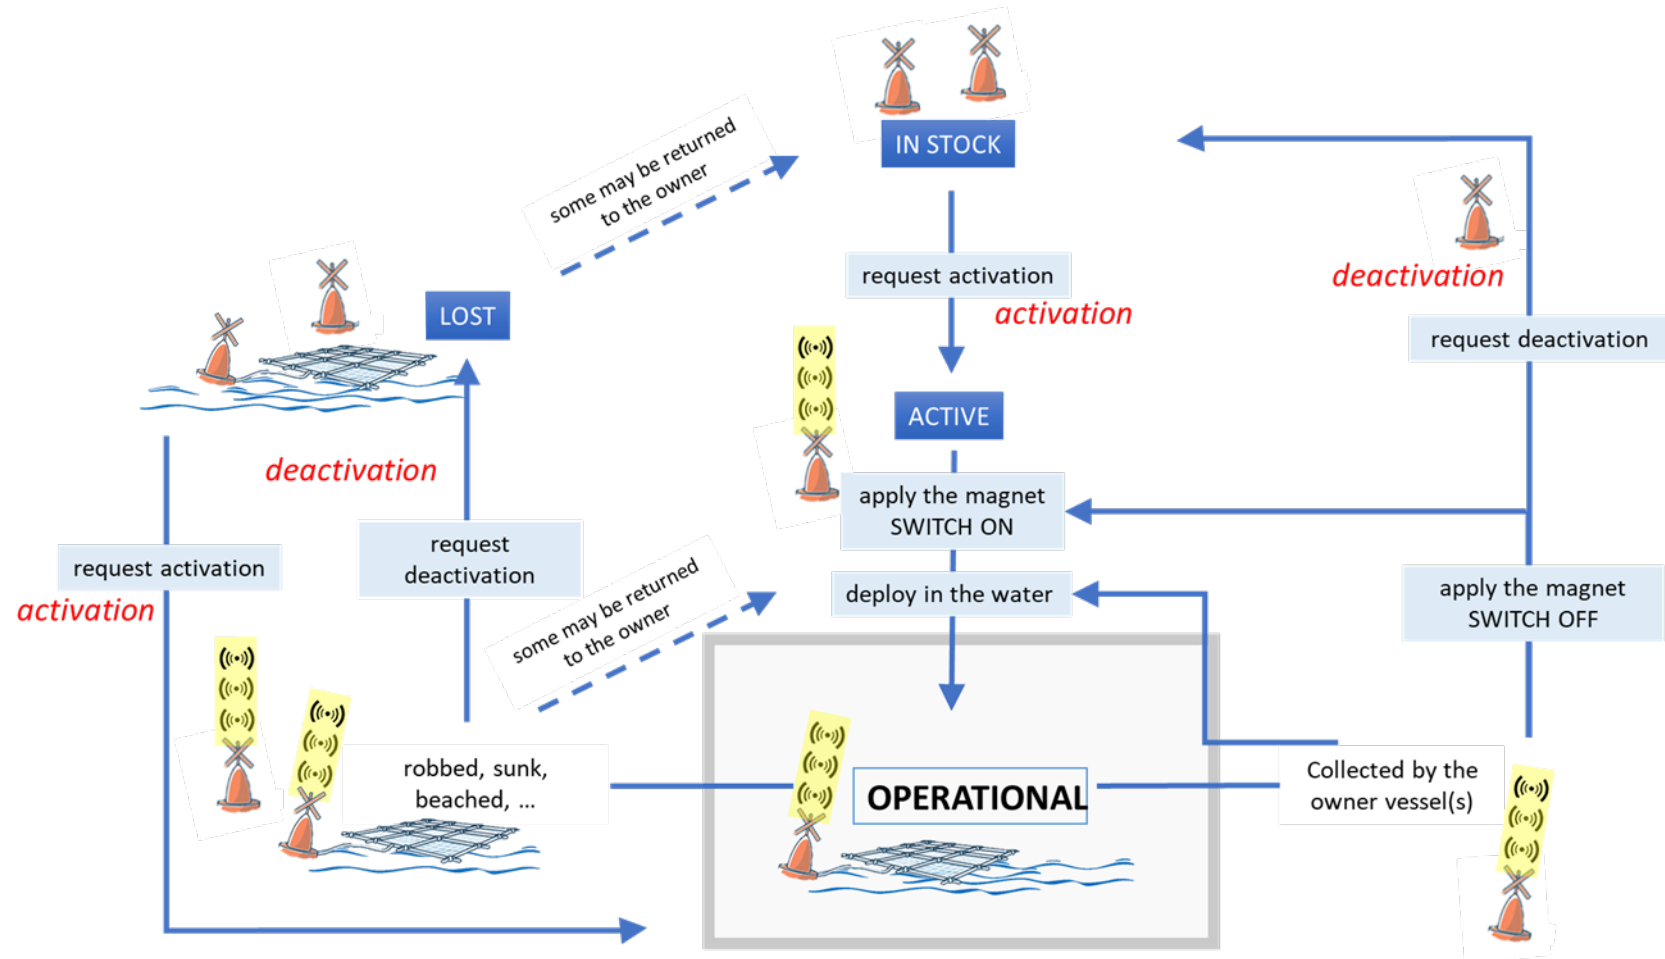 IN STOCK
some may be returned
to the owner
request activation
activation
deactivation
request deactivation
LOST
ACTIVE
deactivation
apply the magnet
SWITCH ON
request
deactivation
request activation
activation
some may be returned
to the owner
deploy in the water
apply the magnet
SWITCH OFF
robbed, sunk,
beached, ...
OPERATIONAL
Collected by the
owner vessel(s)